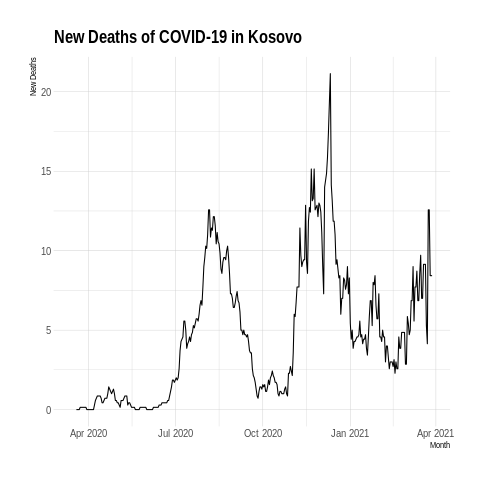 New Deaths of COVID-19 in Kosovo
New Deaths
20
15
10
5
0
Apr 2020
Jul 2020
Oct 2020
Jan 2021
Apr 2021
Month